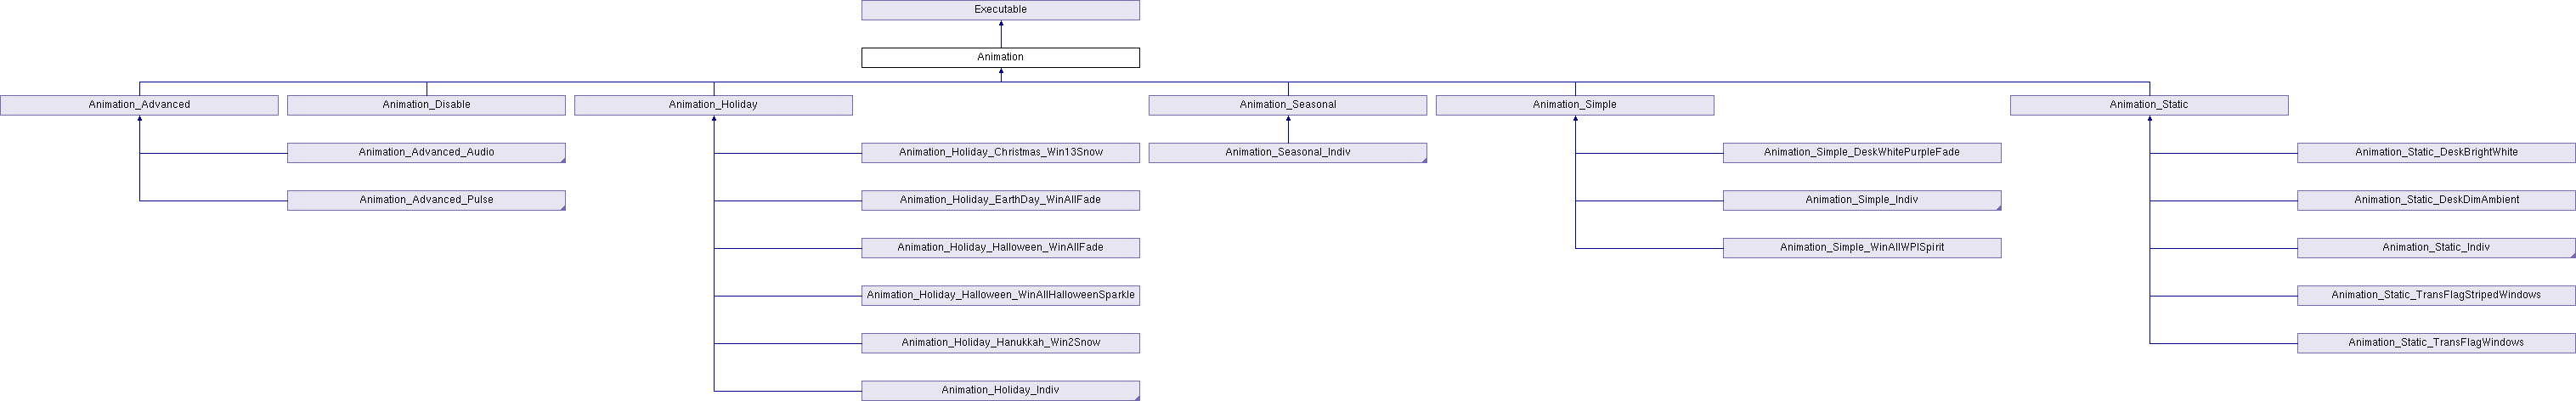 Executable
Animation
Animation_Advanced
Animation_Disable
Animation_Holiday
Animation_Seasonal
Animation_Simple
Animation_Static
Animation_Advanced_Audio
Animation_Holiday_Christmas_Win13Snow
Animation_Seasonal_Indiv
Animation_Simple_DeskWhitePurpleFade
Animation_Static_DeskBrightWhite
Animation_Advanced_Pulse
Animation_Holiday_EarthDay_WinAllFade
Animation_Simple_Indiv
Animation_Static_DeskDimAmbient
Animation_Holiday_Halloween_WinAllFade
Animation_Simple_WinAllWPISpirit
Animation_Static_Indiv
Animation_Holiday_Halloween_WinAllHalloweenSparkle
Animation_Static_TransFlagStripedWindows
Animation_Holiday_Hanukkah_Win2Snow
Animation_Static_TransFlagWindows
Animation_Holiday_Indiv